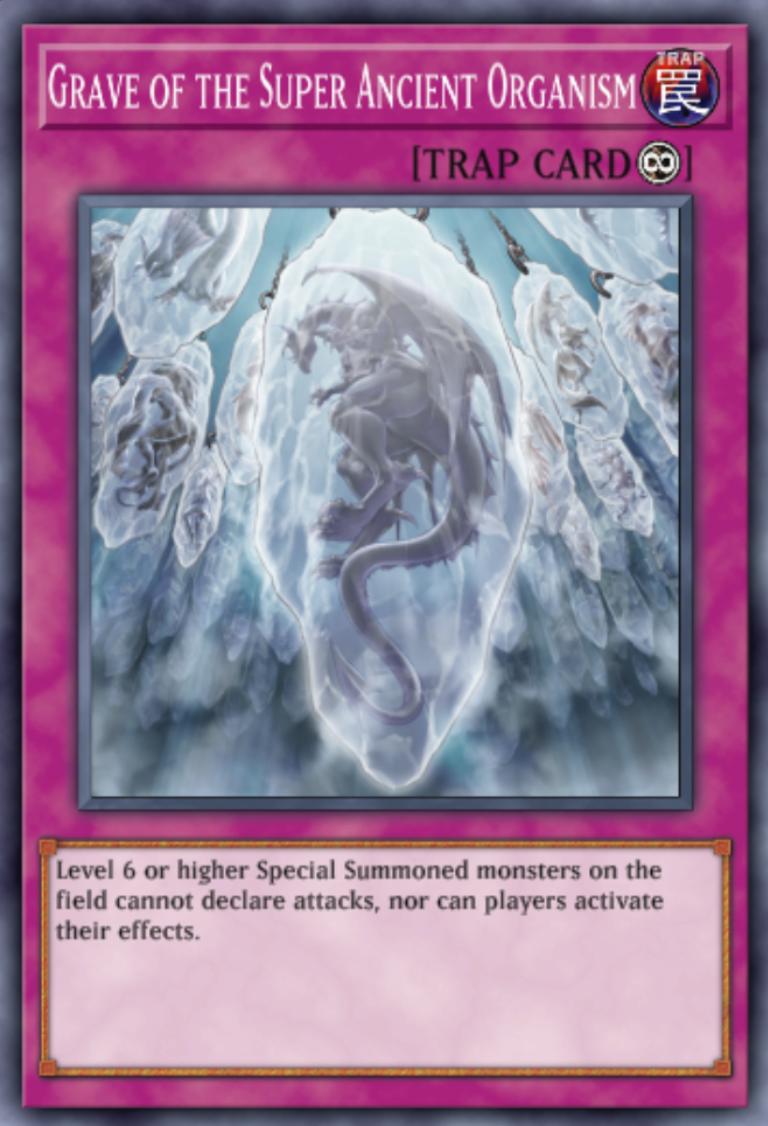 GRAVE OF THE SUPER ANCIENT ORGANISM
TRAP
罠
[TRAP CARD]
Level 6 or higher Special Summoned monsters on the
field cannot declare attacks, nor can players activate
their effects.